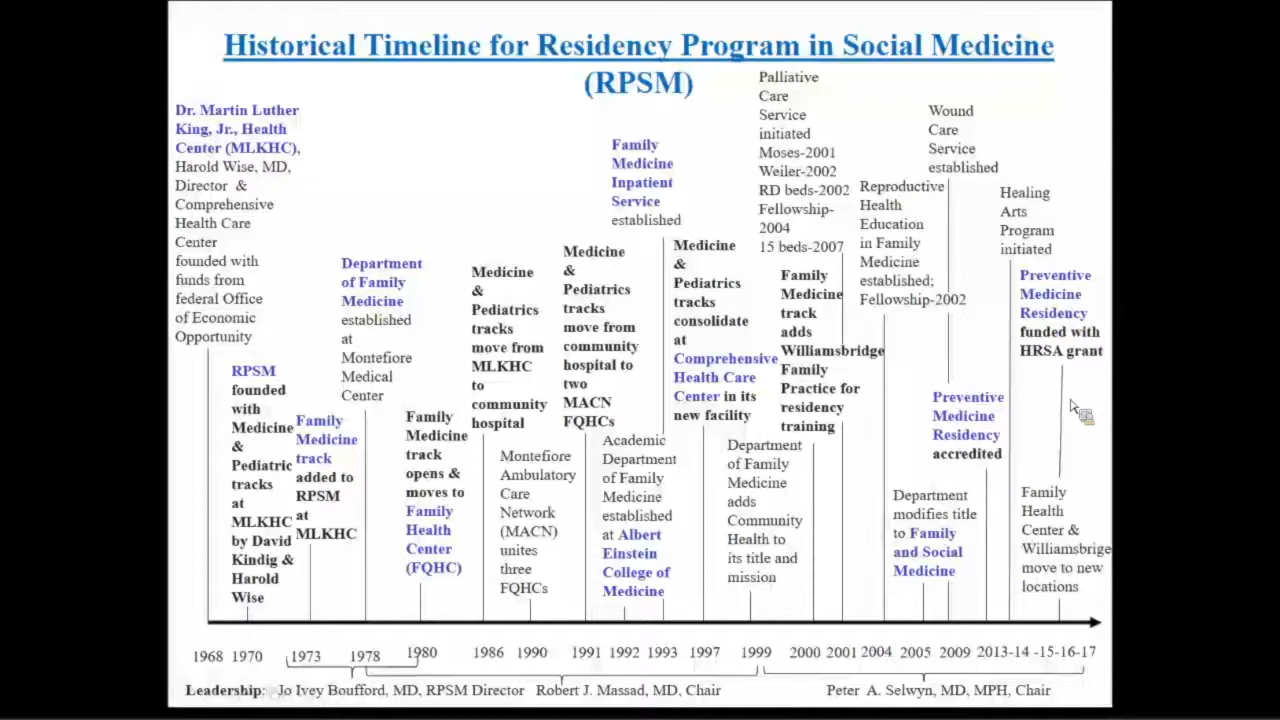 Historical Timeline for Residency Program in Social Medicine
(RPSM)
Dr. Martin Luther
King, Jr., Health
Center (MLKHC),
Harold Wise, MD,
Director &
Comprehensive
Health Care
Center
founded with
funds from
federal Office
of Economic
Opportunity
RPSM
founded
with
Medicine
&
Pediatric
tracks
at
MLKHC
by David
Kindig &
Harold
Wise
Family
Medicine
track
added to
RPSM
at
MLKHC
Department
of Family
Medicine
established
at
Montefiore
Medical
Center
Family
Medicine
track
opens &
moves to
Family
Health
Center
(FQHC)
Medicine
&
Pediatrics
tracks
move from
MLKHC
to
community
hospital
Montefiore
Ambulatory
Care
Network
(MACN)
unites
three
FQHCs
Medicine
&
Pediatrics
tracks
move from
community
hospital to
two
MACN
FQHCs
Academic
Department
of Family
Medicine
established
at Albert
Einstein
College of
Medicine
Family
Medicine
Inpatient
Service
established
Medicine
&
Pediatrics
tracks
consolidate
at
Comprehensive
Health Care
Center in its
new facility
Department
of Family
Medicine
adds
Community
Health to
its title and
mission
Palliative
Care
Service
initiated
Moses-2001
Weiler-2002
RD beds-2002
Fellowship-
2004
15 beds-2007
Family
Medicine
track
adds
Williamsbridge
Family
Practice for
residency
training
Reproductive
Health
Education
in Family
Medicine
established;
Fellowship-2002
Wound
Care
Service
established
Department
modifies title
to Family
and Social
Medicine
Preventive
Medicine
Residency
accredited
Healing
Arts
Program
initiated
Preventive
Medicine
Residency
funded with
HRSA grant
Family
Health
Center &
Williamsbrige
move to new
locations
1968 1970 1973 1978 1980 1986 1990 1991 1992 1993 1997 1999 2000 2001 2004 2005 2009 2013-14 -15-16-17
Leadership: Jo Ivey Boufford, MD, RPSM Director Robert J. Massad, MD, Chair Peter A. Selwyn, MD, MPH, Chair